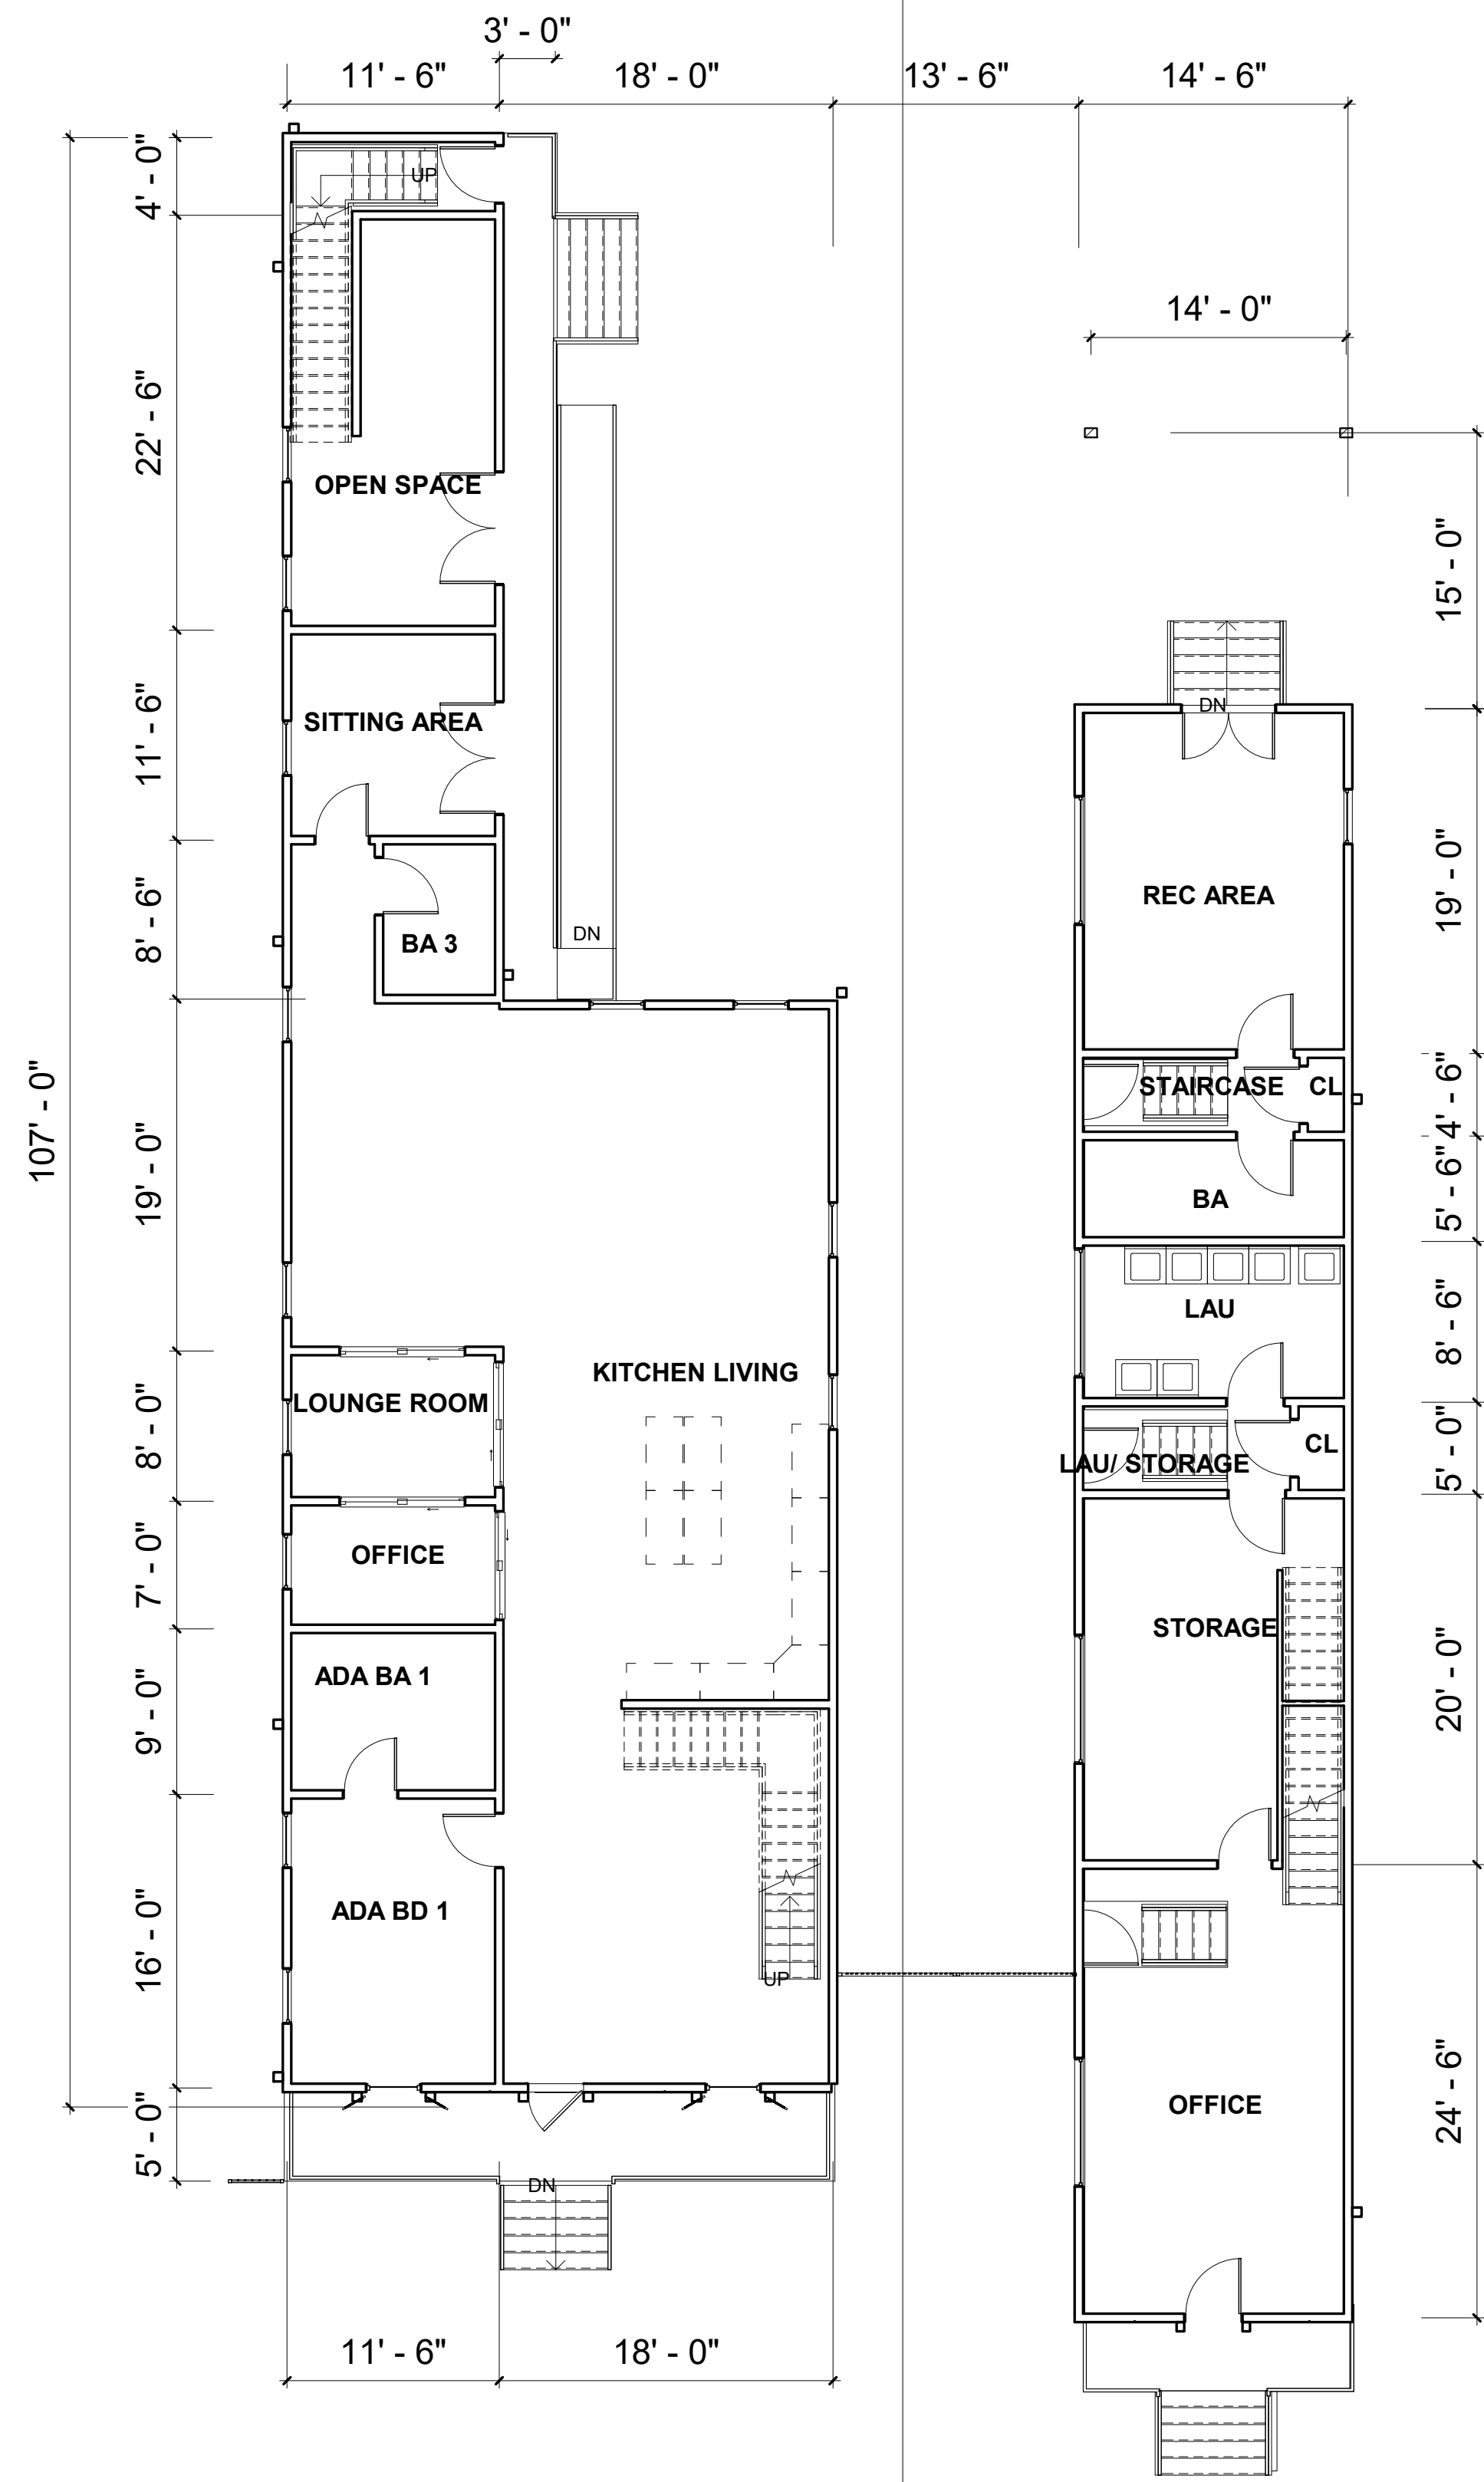 3' - 0"
11' - 6"
18' - 0"
13' - 6"
14' - 6"
4' - 0"
UP
14' - 0"
22' - 6"
OPEN SPACE
15' - 0"
11' - 6"
SITTING AREA
DN
8' - 6"
BA 3
DN
REC AREA
19' - 0"
107' - 0"
19' - 0"
STAIRCASE
CL
4' - 6"
BA
5' - 6"
LAU
8' - 6"
KITCHEN LIVING
8' - 0"
LOUNGE ROOM
CL
LAU/ STORAGE
5' - 0"
7' - 0"
OFFICE
STORAGE
20' - 0"
9' - 0"
ADA BA 1
16' - 0"
ADA BD 1
UP
OFFICE
24' - 6"
5' - 0"
DN
11' - 6"
18' - 0"